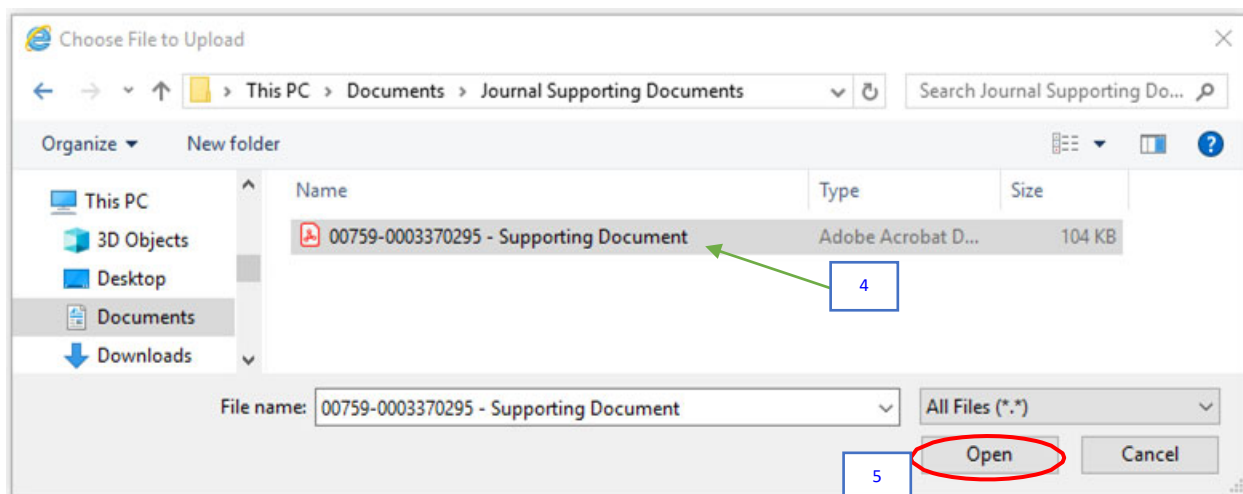 Choose File to Upload
This PC > Documents > Journal Supporting Documents
Search Journal Supporting Do...
Organize
New folder
?
This PC
3D Objects
Desktop
Documents
Downloads
Name Type Size
00759-0003370295 - Supporting Document Adobe Acrobat D... 104 KB
4
File name: 00759-0003370295 - Supporting Document All Files (*.*)
5
Open
Cancel